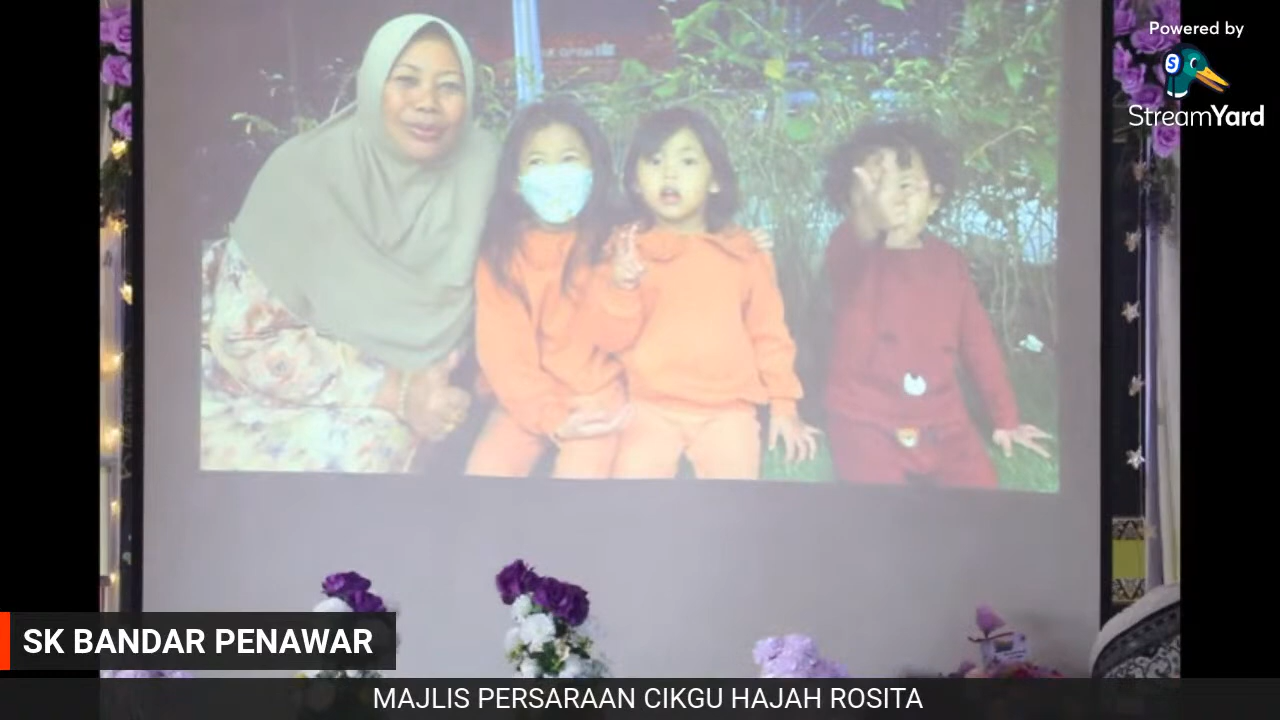 Powered by
StreamYard
SK BANDAR PENAWAR
MAJLIS PERSARAAN CIKGU HAJAH ROSITA